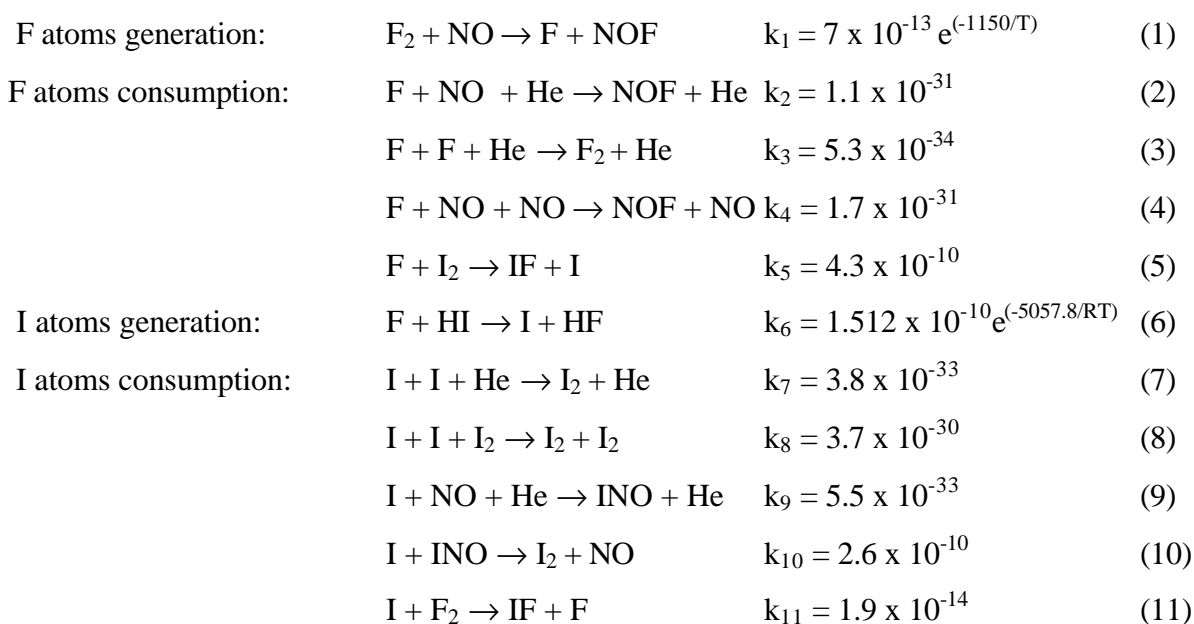 F atoms generation: F₂ + NO → F + NOF k₁ = 7 x 10⁻¹³ e⁽⁻¹¹⁵⁰/ᵀ⁾ (1)
F atoms consumption: F + NO + He → NOF + He k₂ = 1.1 x 10⁻³¹ (2)
F + F + He → F₂ + He k₃ = 5.3 x 10⁻³⁴ (3)
F + NO + NO → NOF + NO k₄ = 1.7 x 10⁻³¹ (4)
F + I₂ → IF + I k₅ = 4.3 x 10⁻¹⁰ (5)
I atoms generation: F + HI → I + HF k₆ = 1.512 x 10⁻¹⁰e⁽⁻⁵⁰⁵⁷·⁸/ᴿᵀ⁾ (6)
I atoms consumption: I + I + He → I₂ + He k₇ = 3.8 x 10⁻³³ (7)
I + I + I₂ → I₂ + I₂ k₈ = 3.7 x 10⁻³⁰ (8)
I + NO + He → INO + He k₉ = 5.5 x 10⁻³³ (9)
I + INO → I₂ + NO k₁₀ = 2.6 x 10⁻¹⁰ (10)
I + F₂ → IF + F k₁₁ = 1.9 x 10⁻¹⁴ (11)